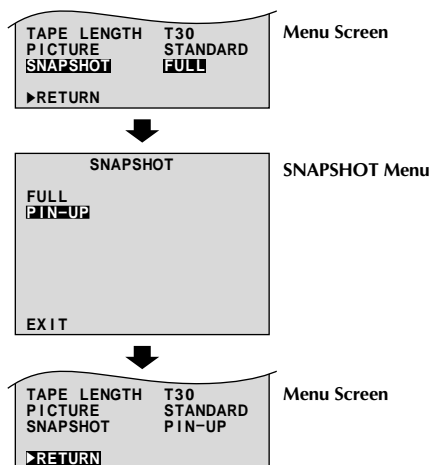 TAPE LENGTH T30 Menu Screen
PICTURE STANDARD
SNAPSHOT FULL
▶RETURN
SNAPSHOT SNAPSHOT Menu
FULL
PIN-UP
EXIT
TAPE LENGTH T30 Menu Screen
PICTURE STANDARD
SNAPSHOT PIN-UP
▶RETURN